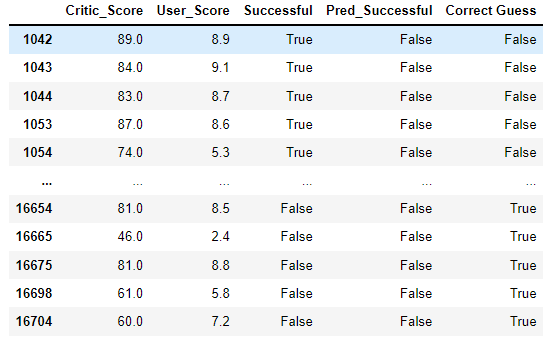 Critic_Score User_Score Successful Pred_Successful Correct Guess
1042 89.0 8.9 True False False
1043 84.0 9.1 True False False
1044 83.0 8.7 True False False
1053 87.0 8.6 True False False
1054 74.0 5.3 True False False
... ... ... ... ... ...
16654 81.0 8.5 False False True
16665 46.0 2.4 False False True
16675 81.0 8.8 False False True
16698 61.0 5.8 False False True
16704 60.0 7.2 False False True